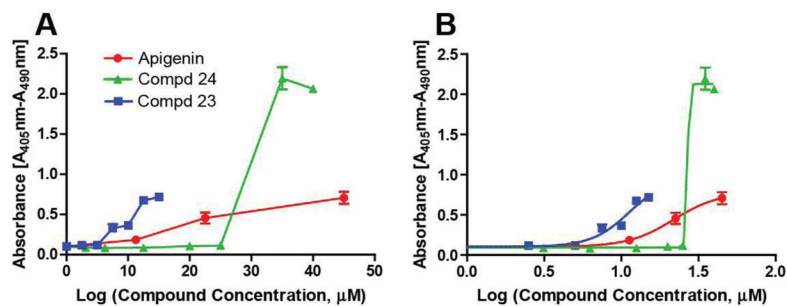 A
B
Apigenin
Compd 24
Compd 23
Absorbance [A405nm-A490nm]
2.5
2.0
1.5
1.0
0.5
0.0
0 10 20 30 40 50
Log (Compound Concentration, μM)
Absorbance [A405nm-A490nm]
2.5
2.0
1.5
1.0
0.5
0.0
0.0 0.5 1.0 1.5 2.0
Log (Compound Concentration, μM)